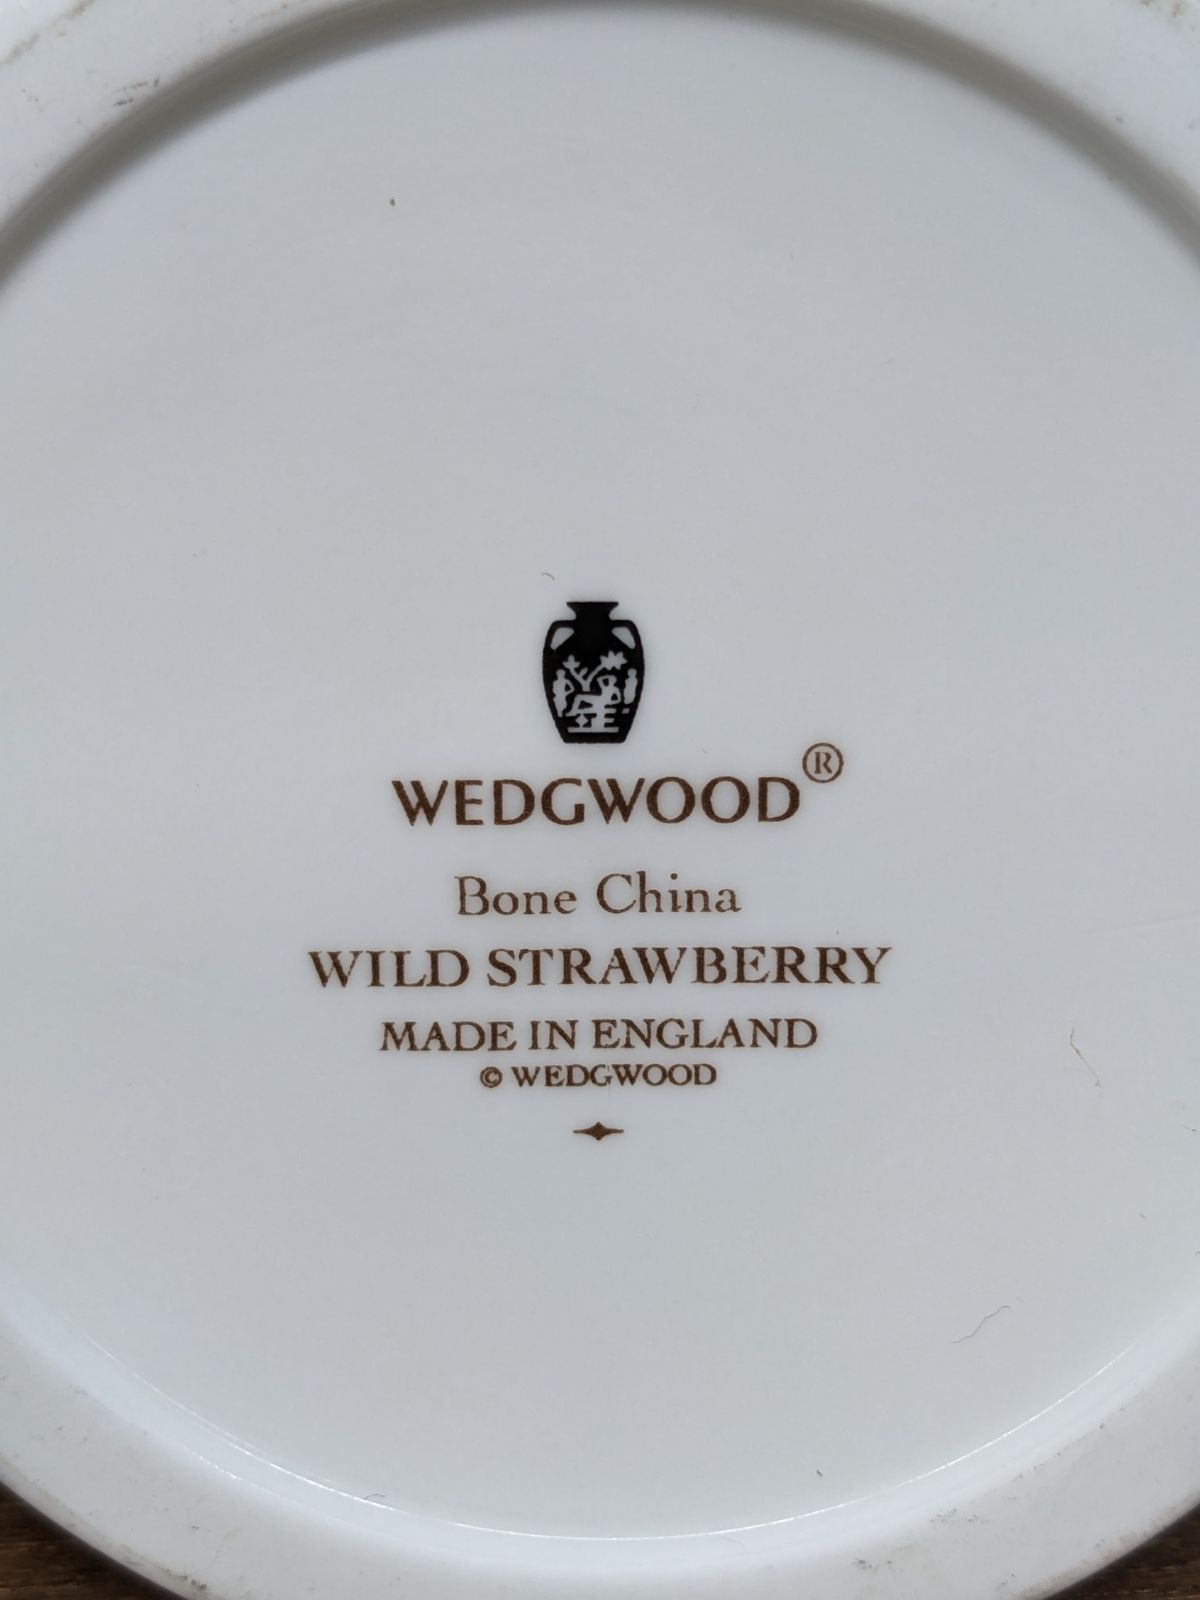 WEDGWOOD®
Bone China
WILD STRAWBERRY
MADE IN ENGLAND
© WEDGWOOD